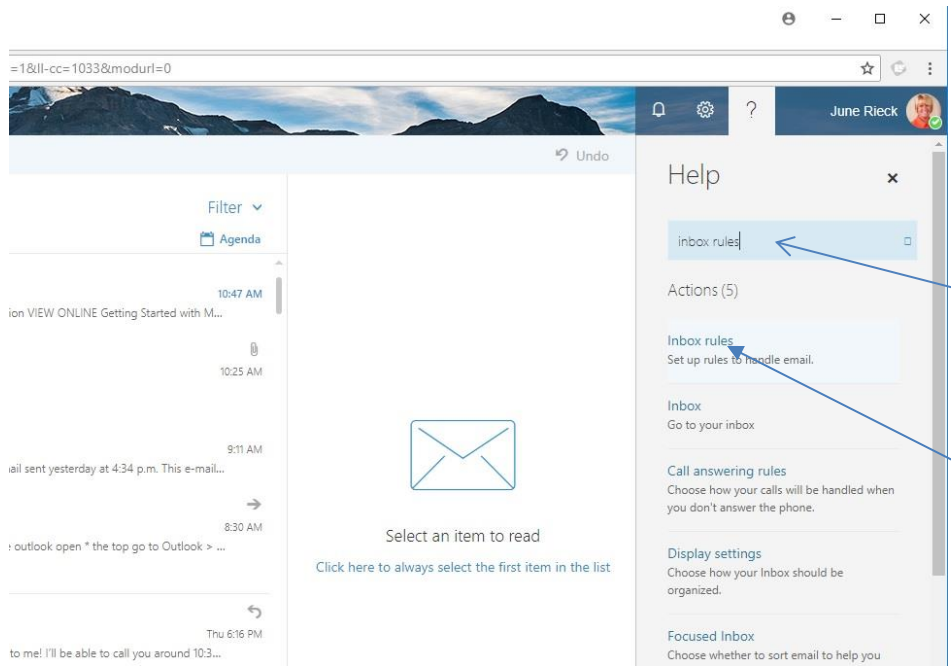 =1&ll-cc=1033&modurl=0
June Rieck
Undo
Help
Filter
Agenda
inbox rules
Actions (5)
10:47 AM
ion VIEW ONLINE Getting Started with M...
10:25 AM
9:11 AM
ail sent yesterday at 4:34 p.m. This e-mail...
8:30 AM
outlook open * the top go to Outlook > ...
Thu 6:16 PM
to me! I'll be able to call you around 10:3...
Select an item to read
Click here to always select the first item in the list
Inbox rules
Set up rules to handle email.
Inbox
Go to your inbox
Call answering rules
Choose how your calls will be handled when
you don't answer the phone.
Display settings
Choose how your Inbox should be
organized.
Focused Inbox
Choose whether to sort email to help you